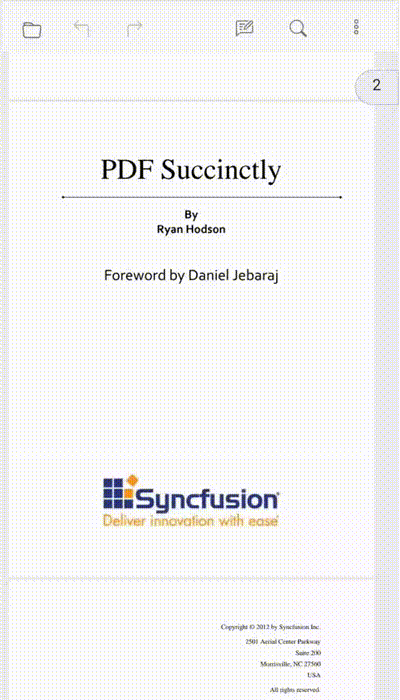 2
PDF Succinctly
By
Ryan Hodson
Foreword by Daniel Jebaraj
Syncfusion
Deliver innovation with ease
Copyright © 2012 by Syncfusion Inc.
2501 Aerial Center Parkway
Suite 200
Morrisville, NC 27560
USA
All rights reserved.